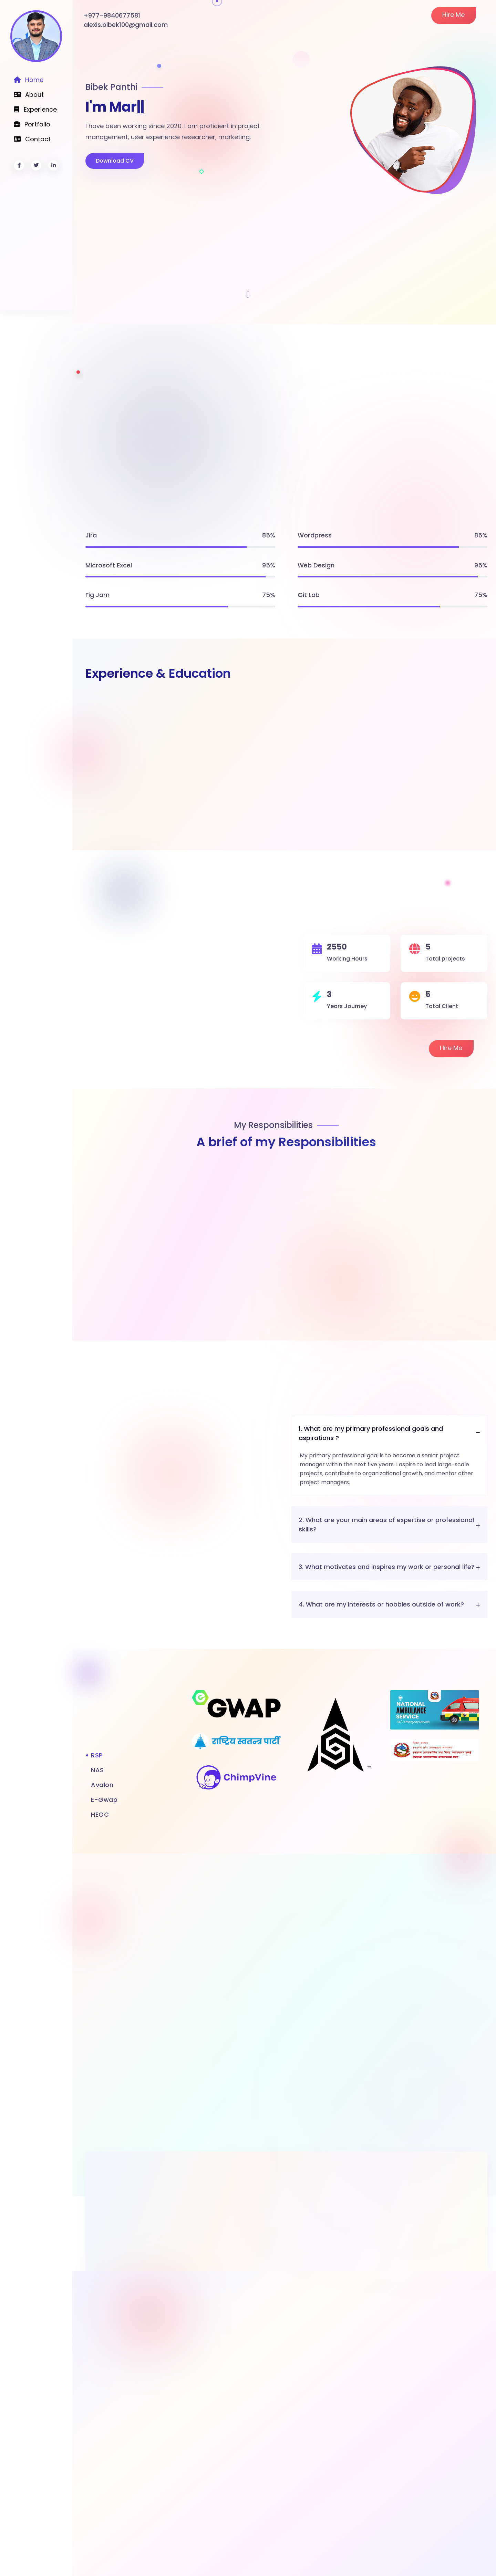 +977-9840677581
alexis.bibek100@gmail.com
Hire Me
Home
About
Experience
Portfolio
Contact
Bibek Panthi
I'm Mar||
I have been working since 2020. I am proficient in project
management, user experience researcher, marketing.
Download CV
Jira 85%
Wordpress 85%
Microsoft Excel 95%
Web Design 95%
Fig Jam 75%
Git Lab 75%
Experience & Education
2550
Working Hours
5
Total projects
3
Years Journey
5
Total Client
Hire Me
My Responsibilities
A brief of my Responsibilities
1. What are my primary professional goals and
aspirations ?
My primary professional goal is to become a senior project
manager within the next five years. I aspire to lead large-scale
projects, contribute to organizational growth, and mentor other
project managers.
2. What are your main areas of expertise or professional
skills?
3. What motivates and inspires my work or personal life?
4. What are my interests or hobbies outside of work?
RSP
NAS
Avalon
E-Gwap
HEOC
GWAP
राष्ट्रिय स्वतन्त्र पार्टी
ChimpVine
NATIONAL
AMBULANCE
SERVICE